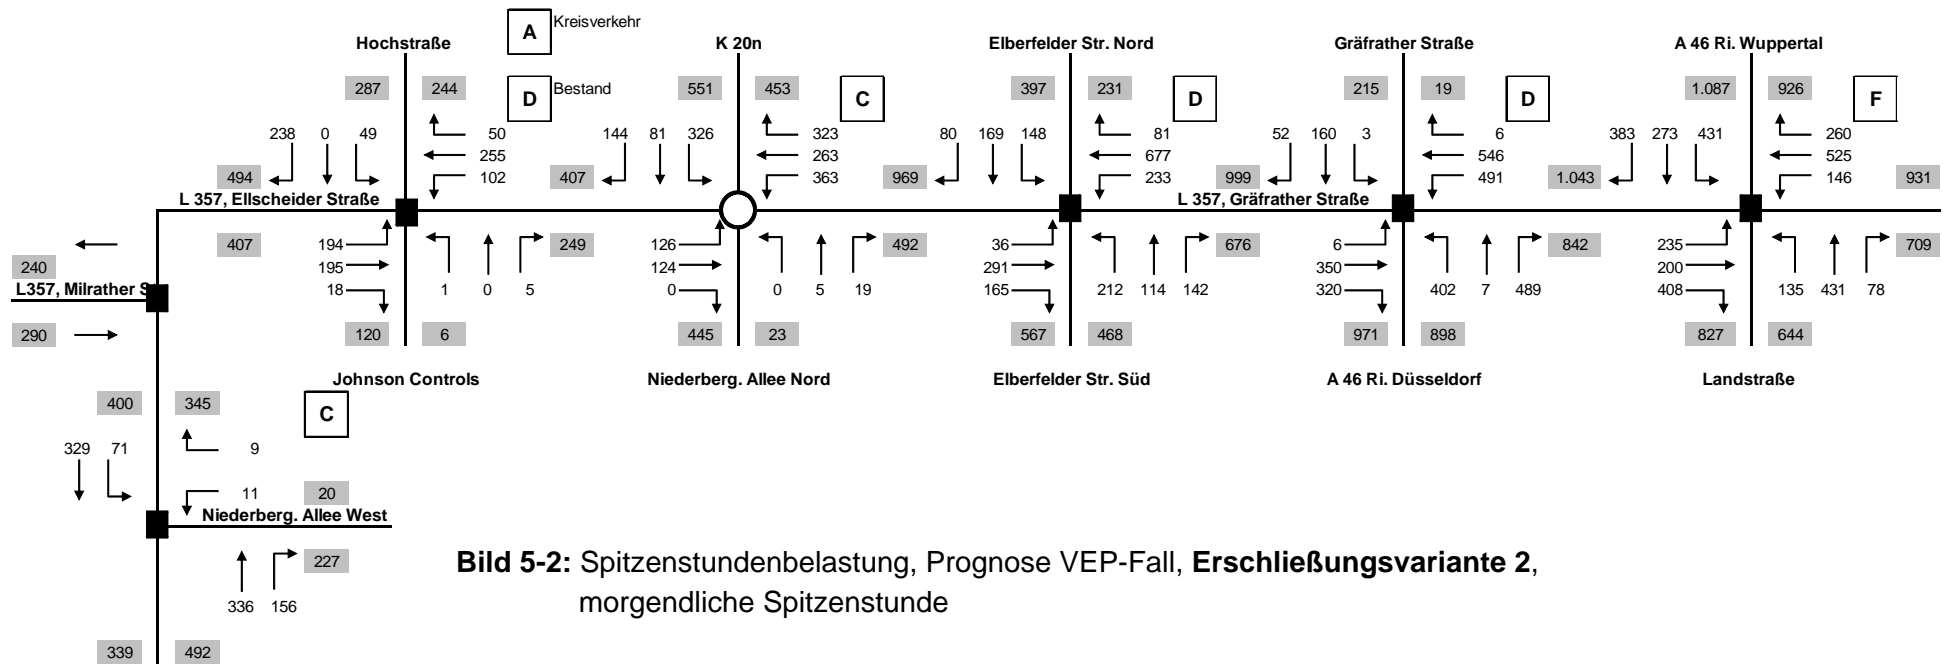 A Kreisverkehr
Hochstraße K 20n Elberfelder Str. Nord Gräfrather Straße A 46 Ri. Wuppertal
D Bestand C D D F
287 244 551 453 397 231 215 19 1.087 926
238 0 49 50 144 81 326 323 80 169 148 81 52 160 3 6 383 273 431 260
255 263 677 546 525
494 102 407 363 969 233 999 491 1.043 146 931
L 357, Ellscheider Straße L 357, Gräfrather Straße
407 194 249 126 492 36 676 6 842 235 709
195 124 291 350 200
18 1 0 5 0 0 5 19 165 212 114 142 320 402 7 489 408 135 431 78
240
L357, Milrather S
290 120 6 445 23 567 468 971 898 827 644
Johnson Controls Niederberg. Allee Nord Elberfelder Str. Süd A 46 Ri. Düsseldorf Landstraße
400 345 C
329 71 9
11 20
Niederberg. Allee West
227
336 156
339 492
Bild 5-2: Spitzenstundenbelastung, Prognose VEP-Fall, Erschließungsvariante 2,
morgendliche Spitzenstunde